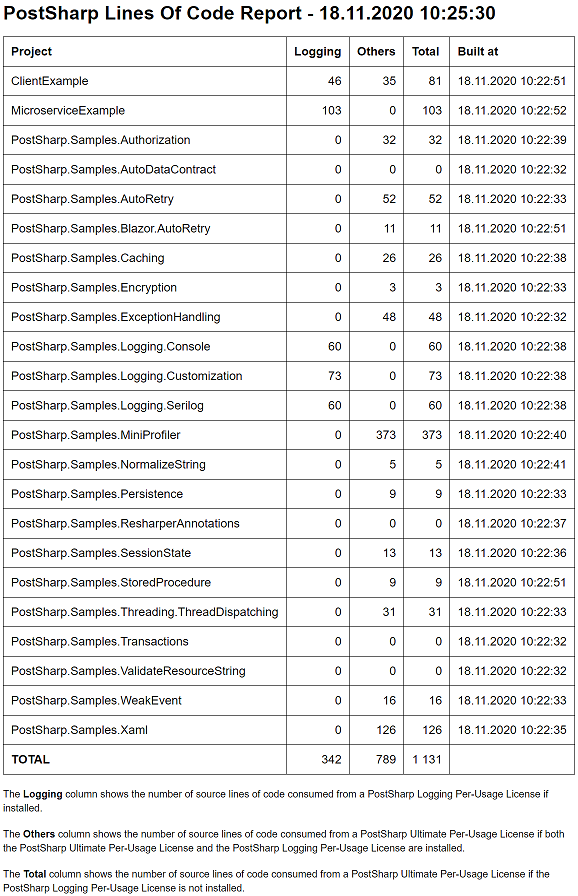 PostSharp Lines Of Code Report - 18.11.2020 10:25:30
Project Logging Others Total Built at
ClientExample 46 35 81 18.11.2020 10:22:51
MicroserviceExample 103 0 103 18.11.2020 10:22:52
PostSharp.Samples.Authorization 0 32 32 18.11.2020 10:22:39
PostSharp.Samples.AutoDataContract 0 0 0 18.11.2020 10:22:32
PostSharp.Samples.AutoRetry 0 52 52 18.11.2020 10:22:33
PostSharp.Samples.Blazor.AutoRetry 0 11 11 18.11.2020 10:22:51
PostSharp.Samples.Caching 0 26 26 18.11.2020 10:22:38
PostSharp.Samples.Encryption 0 3 3 18.11.2020 10:22:33
PostSharp.Samples.ExceptionHandling 0 48 48 18.11.2020 10:22:32
PostSharp.Samples.Logging.Console 60 0 60 18.11.2020 10:22:38
PostSharp.Samples.Logging.Customization 73 0 73 18.11.2020 10:22:38
PostSharp.Samples.Logging.Serilog 60 0 60 18.11.2020 10:22:38
PostSharp.Samples.MiniProfiler 0 373 373 18.11.2020 10:22:40
PostSharp.Samples.NormalizeString 0 5 5 18.11.2020 10:22:41
PostSharp.Samples.Persistence 0 9 9 18.11.2020 10:22:33
PostSharp.Samples.ResharperAnnotations 0 0 0 18.11.2020 10:22:37
PostSharp.Samples.SessionState 0 13 13 18.11.2020 10:22:36
PostSharp.Samples.StoredProcedure 0 9 9 18.11.2020 10:22:51
PostSharp.Samples.Threading.ThreadDispatching 0 31 31 18.11.2020 10:22:33
PostSharp.Samples.Transactions 0 0 0 18.11.2020 10:22:32
PostSharp.Samples.ValidateResourceString 0 0 0 18.11.2020 10:22:32
PostSharp.Samples.WeakEvent 0 16 16 18.11.2020 10:22:33
PostSharp.Samples.Xaml 0 126 126 18.11.2020 10:22:35
TOTAL 342 789 1 131
The Logging column shows the number of source lines of code consumed from a PostSharp Logging Per-Usage License if
installed.
The Others column shows the number of source lines of code consumed from a PostSharp Ultimate Per-Usage License if both
the PostSharp Ultimate Per-Usage License and the PostSharp Logging Per-Usage License are installed.
The Total column shows the number of source lines of code consumed from a PostSharp Ultimate Per-Usage License if the
PostSharp Logging Per-Usage License is not installed.